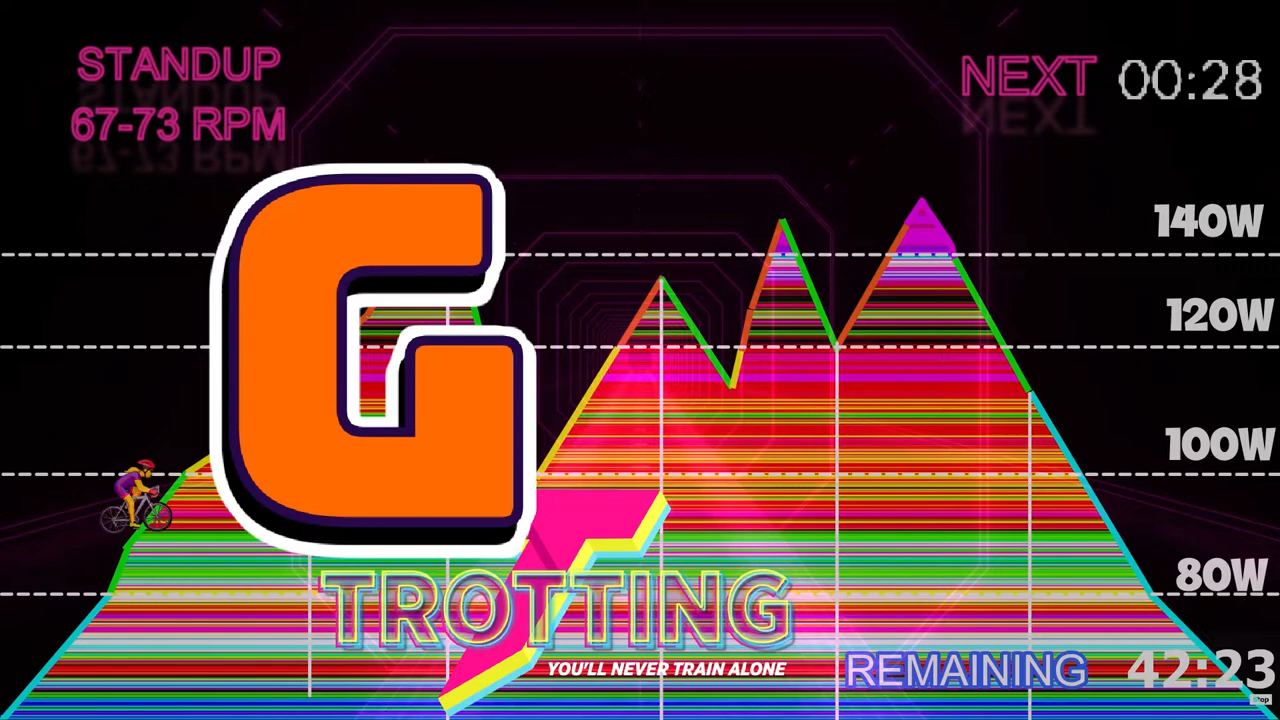 STANDUP
67-73 RPM
NEXT 00:28
140W
120W
100W
80W
G
TROTTING
YOU'LL NEVER TRAIN ALONE
REMAINING 42:23
Stop